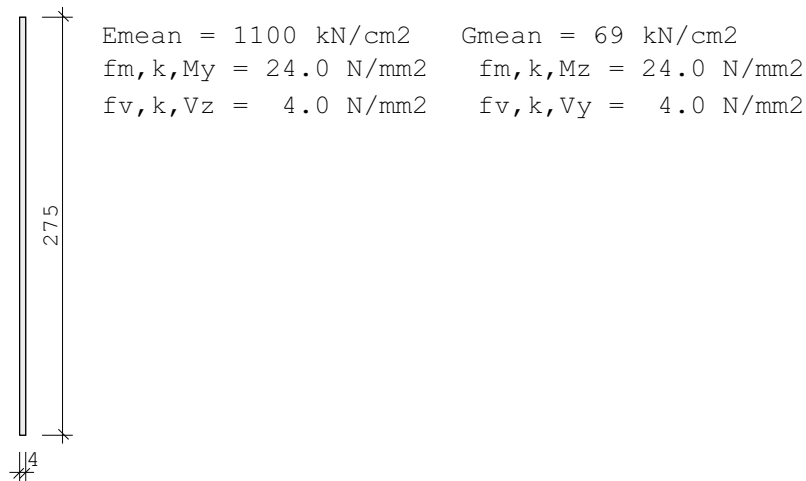 Emean = 1100 kN/cm2 Gmean = 69 kN/cm2
fm,k,My = 24.0 N/mm2 fm,k,Mz = 24.0 N/mm2
fv,k,Vz = 4.0 N/mm2 fv,k,Vy = 4.0 N/mm2
275
4